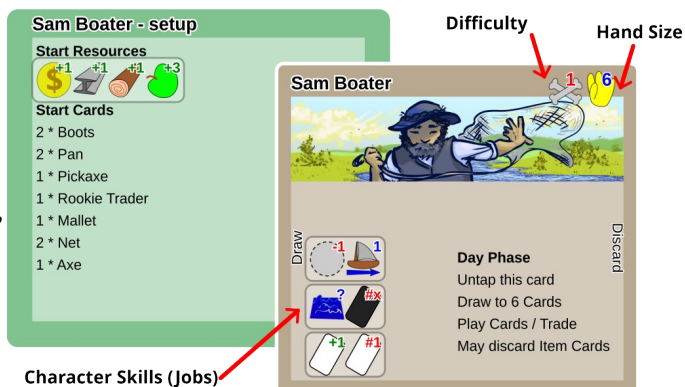 Sam Boater - setup
Start Resources
+1 +1 +1 +3
$
Start Cards
2 * Boots
2 * Pan
1 * Pickaxe
1 * Rookie Trader
1 * Mallet
2 * Net
1 * Axe
Difficulty
Hand Size
Sam Boater
1 6
Draw
Discard
-1 1
? #x
+1 #1
Day Phase
Untap this card
Draw to 6 Cards
Play Cards / Trade
May discard Item Cards
Character Skills (Jobs)